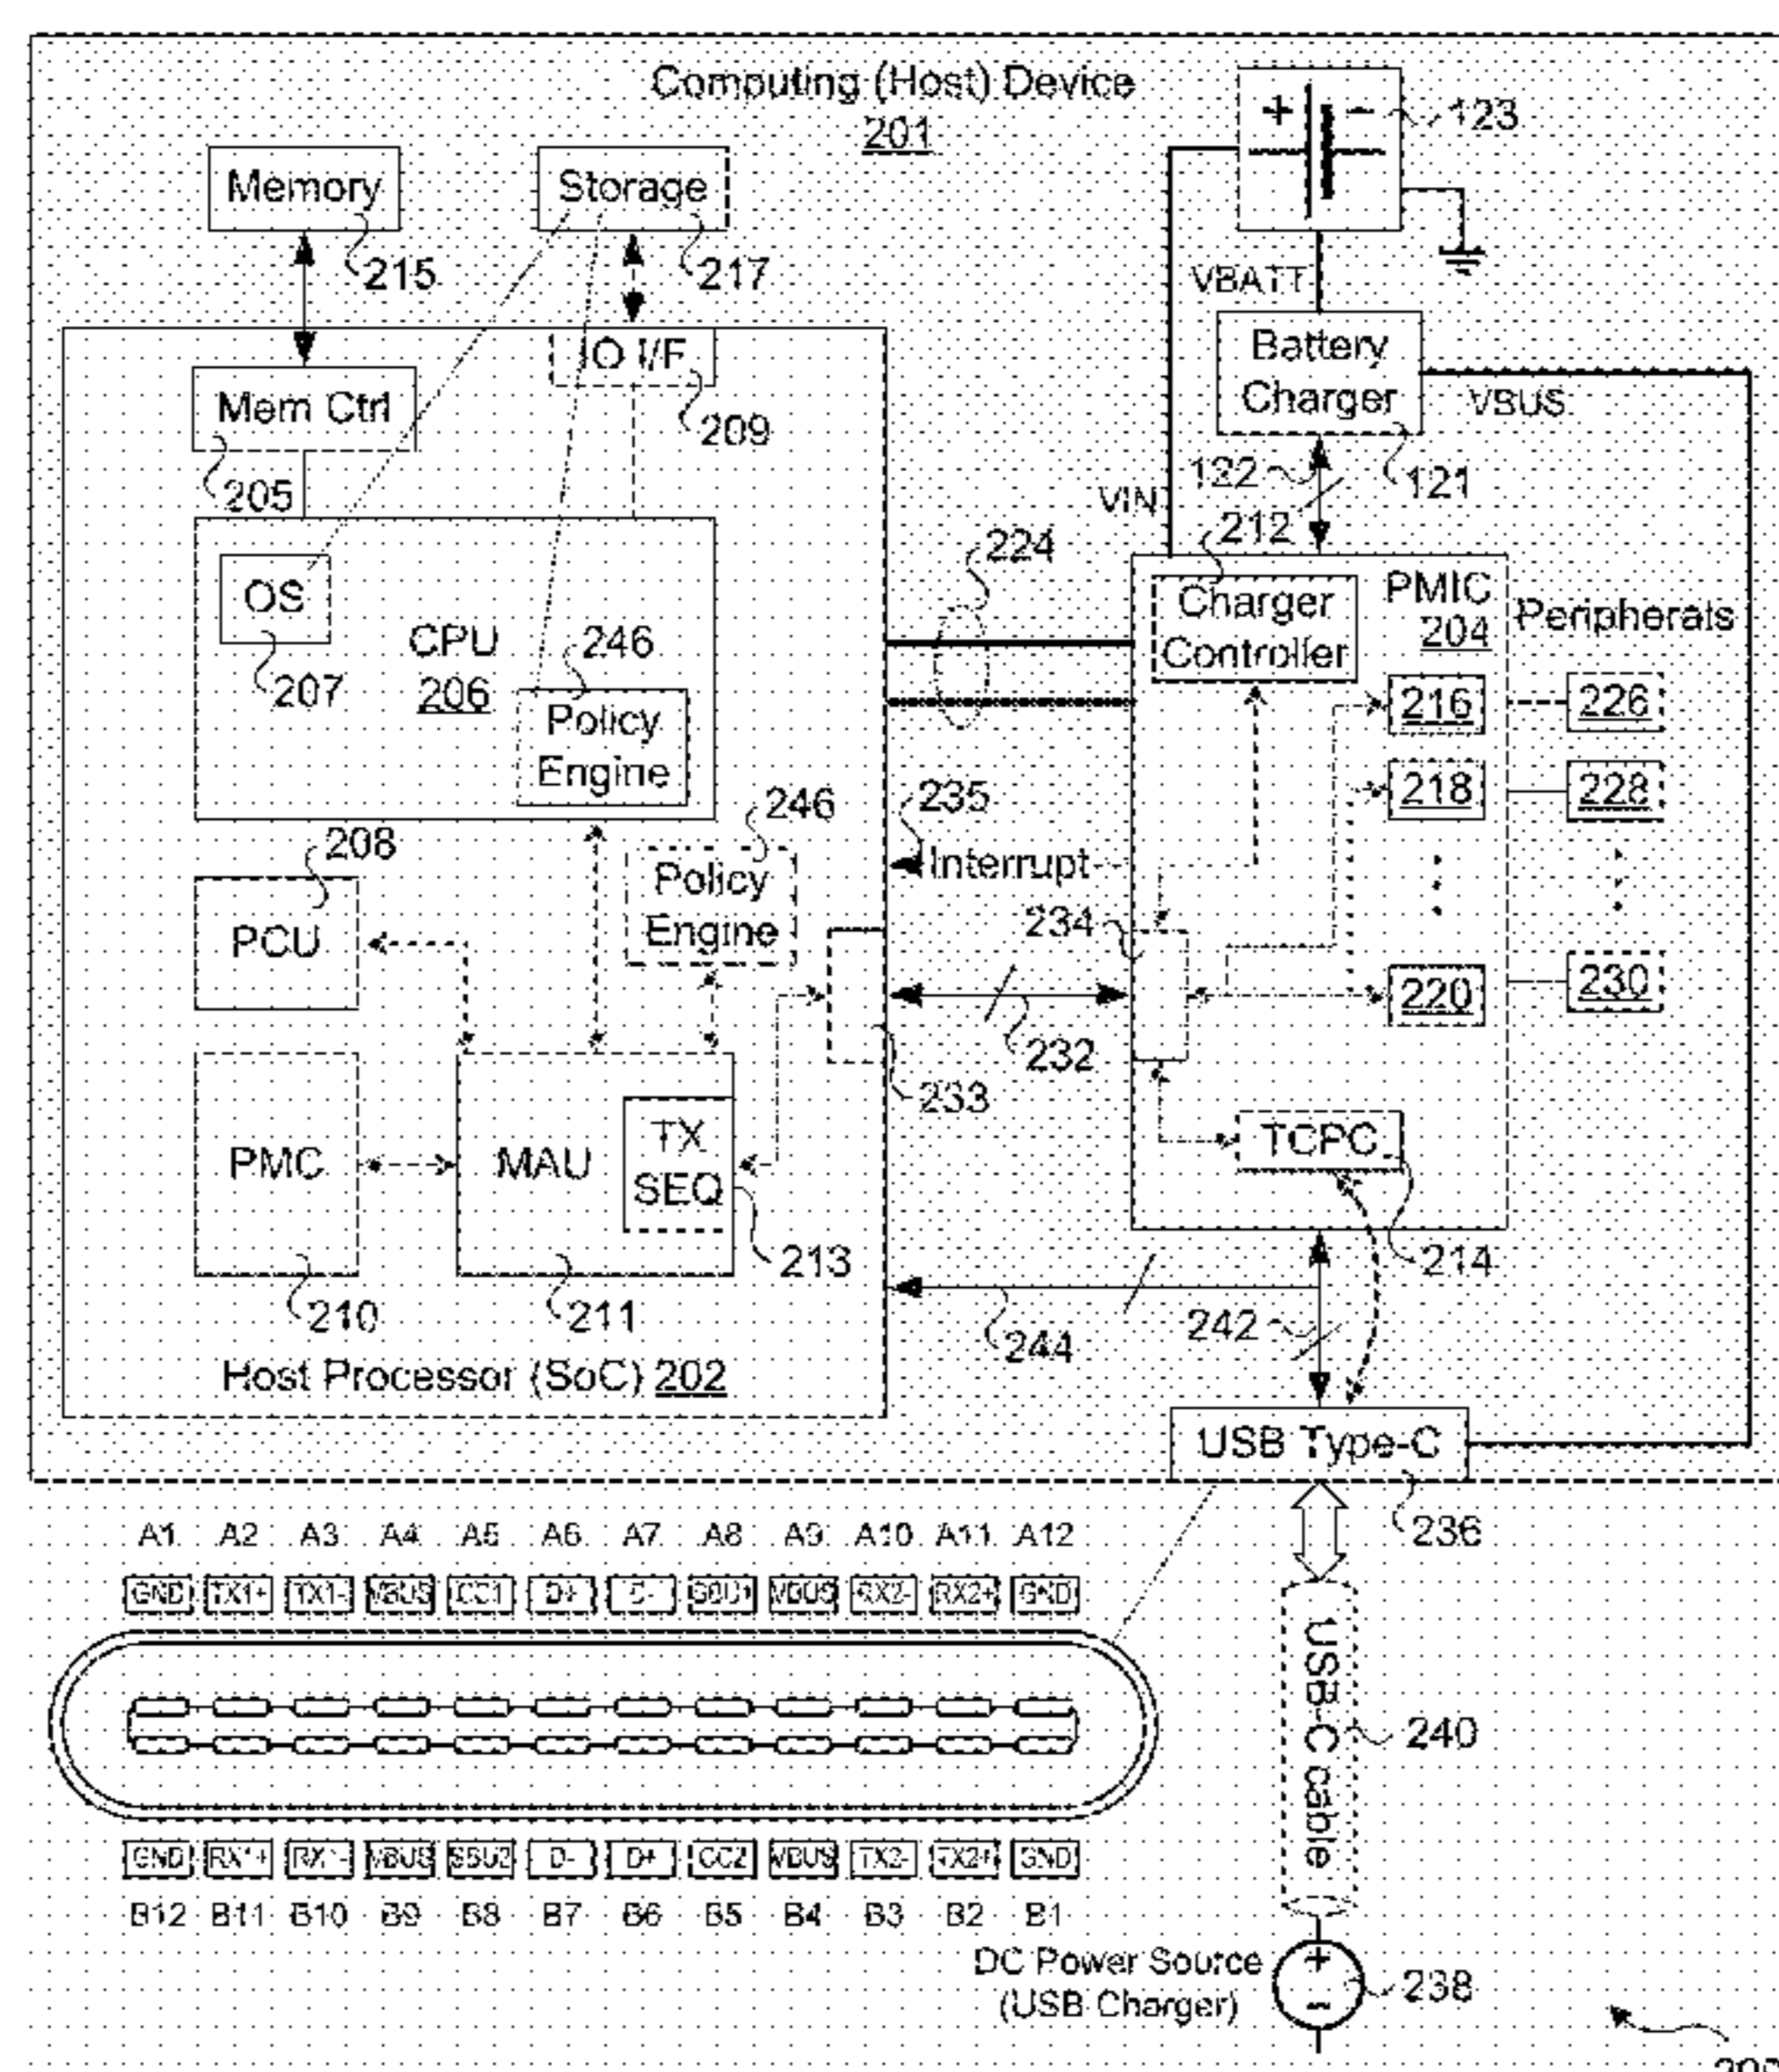 Computing (Host) Device
201
123
Memory
215
Storage
217
VBATT
Battery
Charger
VBUS
121
122
VIN
212
IO I/F
209
Mem Ctrl
205
OS
207
CPU
206
246
Policy
Engine
224
Charger
Controller
PMIC
204
Peripherals
216
226
218
228
220
230
208
PCU
246
Policy
Engine
235
Interrupt
234
232
233
PMC
210
MAU
211
TX
SEQ
213
TCPC
214
244
242
Host Processor (SoC) 202
USB Type-C
236
A1 A2 A3 A4 A5 A6 A7 A8 A9 A10 A11 A12
GND TX1+ TX1- VBUS CC1 D+ D- SBU1 VBUS RX2- RX2+ GND
GND RX1+ RX1- VBUS SBU2 D- D+ CC2 VBUS TX2- TX2+ GND
B12 B11 B10 B9 B8 B7 B6 B5 B4 B3 B2 B1
USB-C cable
240
DC Power Source
(USB Charger)
238